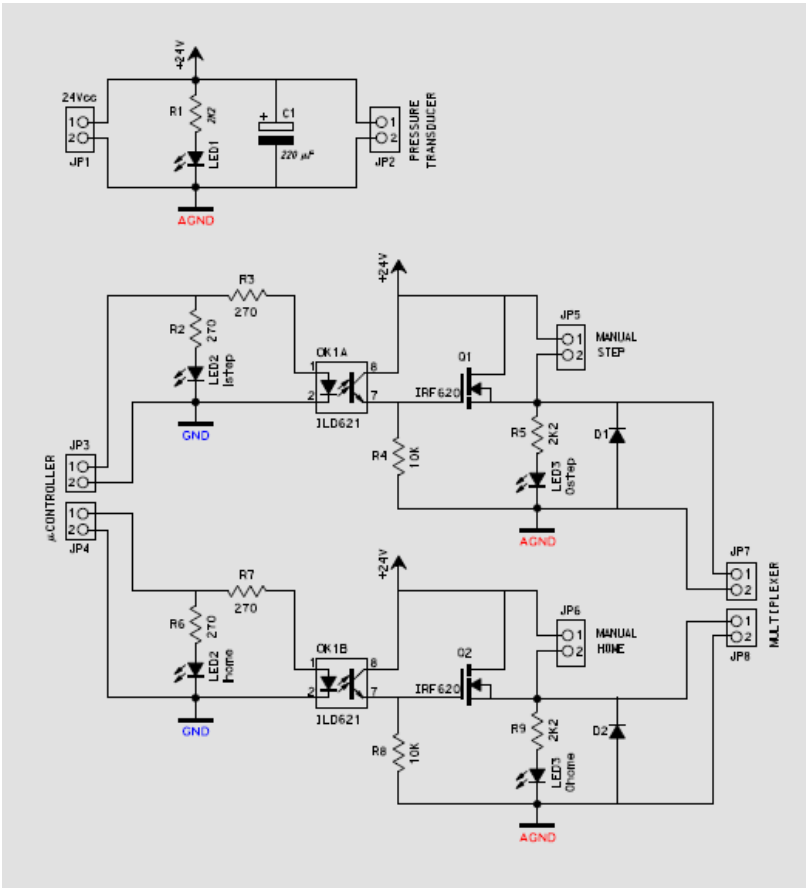 +24V
24Vcc
1
2
JP1
R1
2K2
LED1
C1
+
220 µF
1
2
JP2
PRESSURE
TRANSDUCER
AGND
+24V
R3
270
R2
270
LED2
Istep
GND
OK1A
1
2
8
7
ILD621
Q1
IRF620
R4
10K
JP5
1
2
MANUAL
STEP
R5
2K2
LED3
Ostep
D1
AGND
JP3
1
2
µCONTROLLER
1
2
JP4
+24V
R7
270
R6
270
LED2
Ihome
GND
OK1B
1
2
8
7
ILD621
Q2
IRF620
R8
10K
JP6
1
2
MANUAL
HOME
R9
2K2
LED3
Ohome
D2
AGND
JP7
1
2
MULTIPLEXER
1
2
JP8